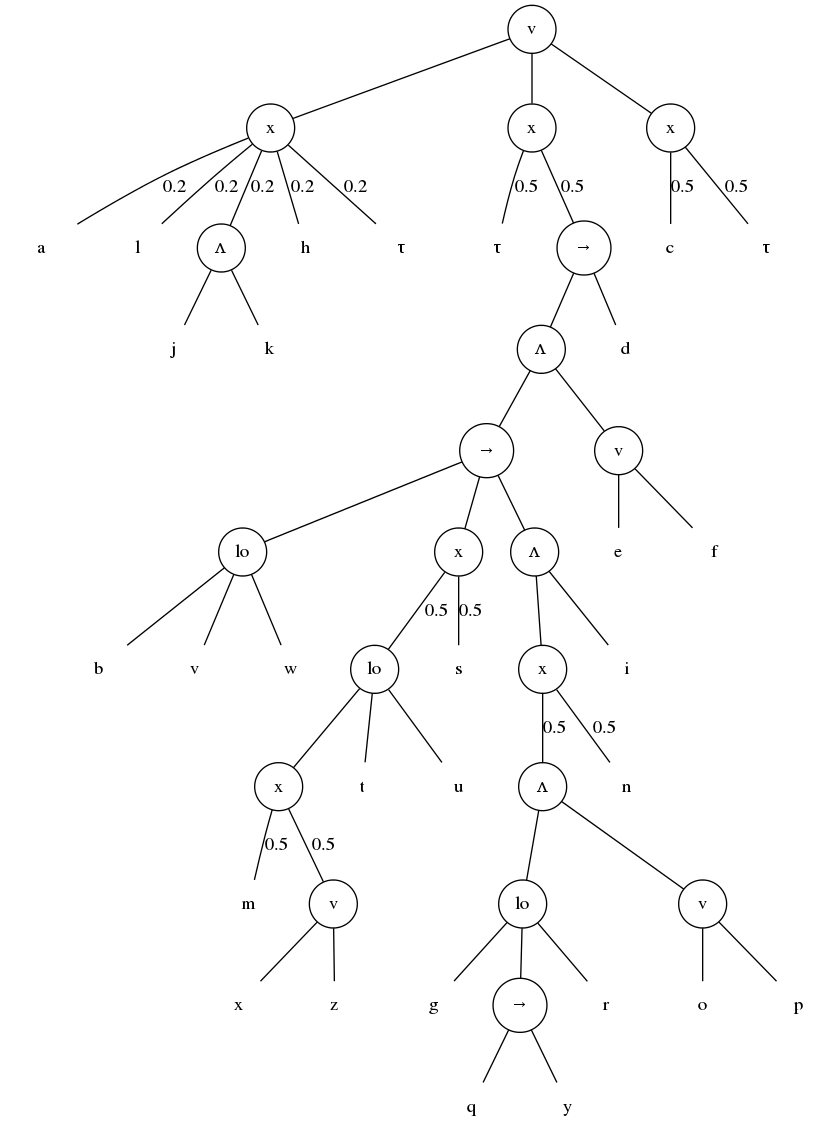 v
x x x
0.2 0.2 0.2 0.2 0.2 0.5 0.5 0.5 0.5
a l Λ h τ τ → c τ
j k Λ d
→ v
lo x Λ e f
0.5 0.5
b v w lo s x i
0.5 0.5
x t u Λ n
0.5 0.5
m v lo v
x z g → r o p
q y